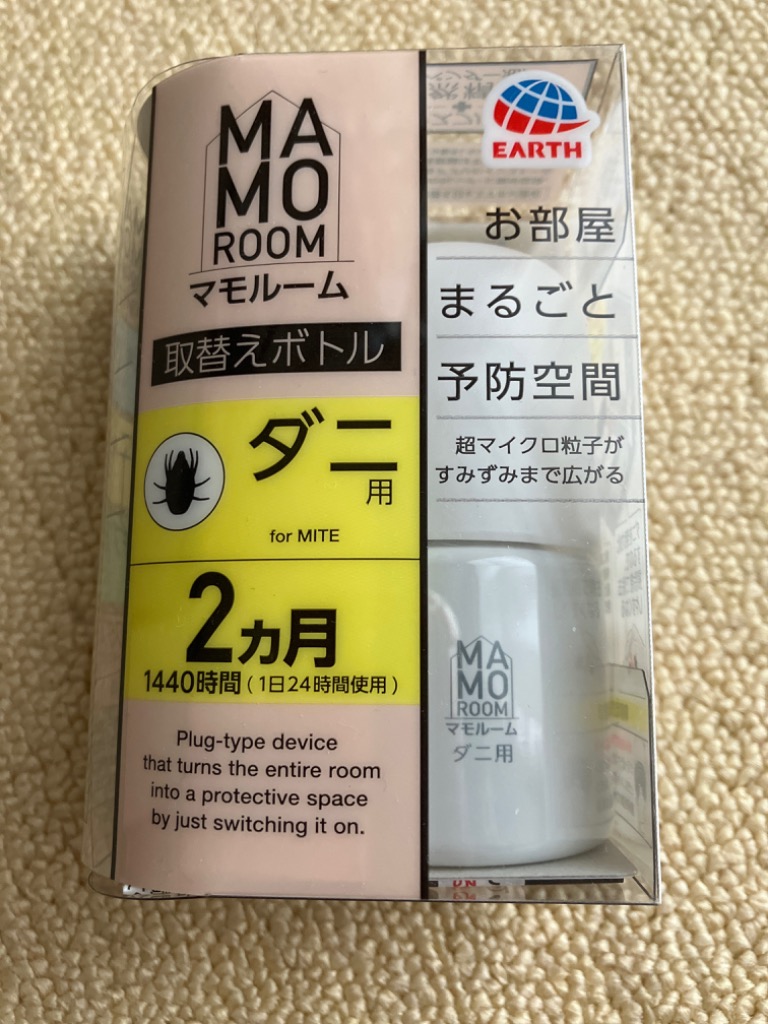 MA
MO
ROOM
マモルーム
取替えボトル
ダニ
用
for MITE
2ヵ月
1440時間(1日24時間使用)
Plug-type device
that turns the entire room
into a protective space
by just switching it on.
EARTH
お部屋
まるごと
予防空間
超マイクロ粒子が
すみずみまで広がる
MA
MO
ROOM
マモルーム
ダニ用